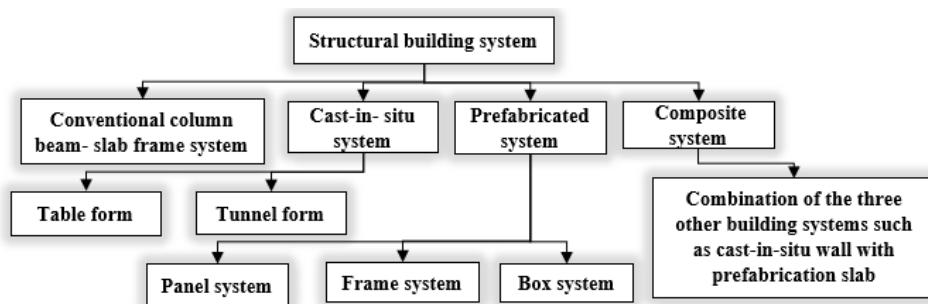 Structural building system
Conventional column
beam- slab frame system
Cast-in- situ
system
Prefabricated
system
Composite
system
Table form
Tunnel form
Combination of the three
other building systems such
as cast-in-situ wall with
prefabrication slab
Panel system
Frame system
Box system